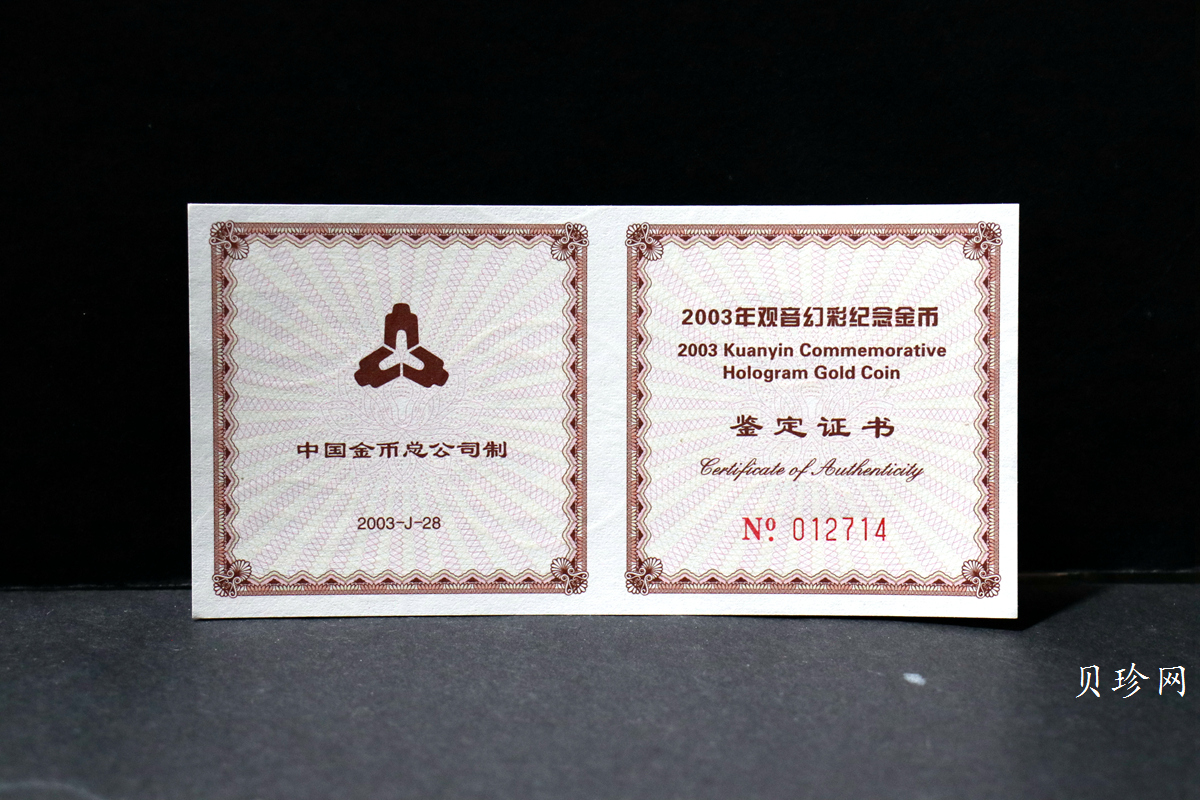 中国金币总公司制
2003-J-28
2003年观音幻彩纪念金币
2003 Kuanyin Commemorative
Hologram Gold Coin
鉴定证书
Certificate of Authenticity
Nº 012714
贝珍网